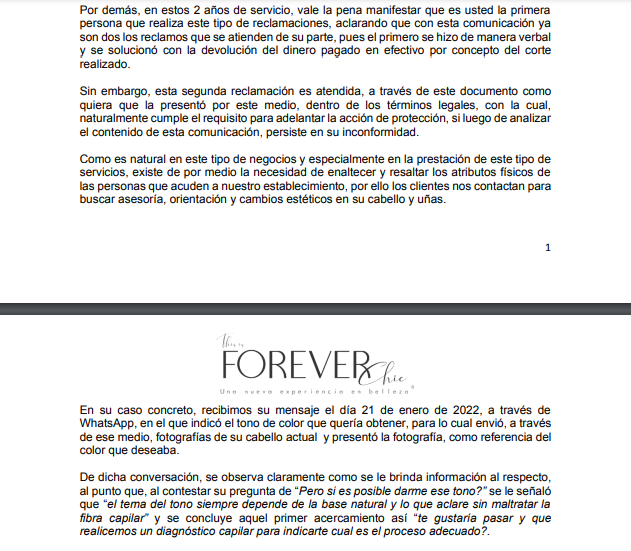 Por demás, en estos 2 años de servicio, vale la pena manifestar que es usted la primera
persona que realiza este tipo de reclamaciones, aclarando que con esta comunicación ya
son dos los reclamos que se atienden de su parte, pues el primero se hizo de manera verbal
y se solucionó con la devolución del dinero pagado en efectivo por concepto del corte
realizado.
Sin embargo, esta segunda reclamación es atendida, a través de este documento como
quiera que la presentó por este medio, dentro de los términos legales, con la cual,
naturalmente cumple el requisito para adelantar la acción de protección, si luego de analizar
el contenido de esta comunicación, persiste en su inconformidad.
Como es natural en este tipo de negocios y especialmente en la prestación de este tipo de
servicios, existe de por medio la necesidad de enaltecer y resaltar los atributos físicos de
las personas que acuden a nuestro establecimiento, por ello los clientes nos contactan para
buscar asesoría, orientación y cambios estéticos en su cabello y uñas.
1
This is
FOREVER
Chic
Una nueva experiencia en belleza
En su caso concreto, recibimos su mensaje el día 21 de enero de 2022, a través de
WhatsApp, en el que indicó el tono de color que quería obtener, para lo cual envió, a través
de ese medio, fotografías de su cabello actual y presentó la fotografía, como referencia del
color que deseaba.
De dicha conversación, se observa claramente como se le brinda información al respecto,
al punto que, al contestar su pregunta de “Pero si es posible darme ese tono?” se le señaló
que “el tema del tono siempre depende de la base natural y lo que aclare sin maltratar la
fibra capilar” y se concluye aquel primer acercamiento así “te gustaría pasar y que
realicemos un diagnóstico capilar para indicarte cual es el proceso adecuado?.